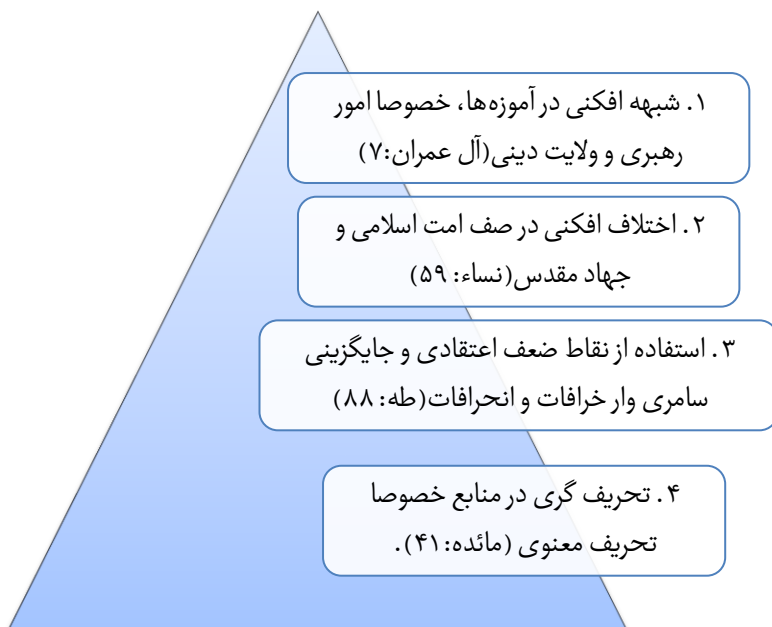 ۱. شبهه افکنی در آموزه‌ها، خصوصا امور
رهبری و ولایت دینی(آل عمران:۷)
۲. اختلاف افکنی در صف امت اسلامی و
جهاد مقدس(نساء: ۵۹)
۳. استفاده از نقاط ضعف اعتقادی و جایگزینی
سامری وار خرافات و انحرافات(طه: ۸۸)
۴. تحریف گری در منابع خصوصا
تحریف معنوی (مائده:۴۱).